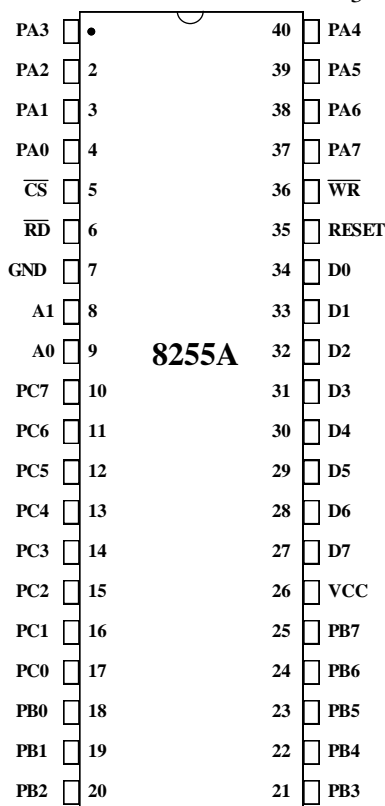 PA3 40 PA4
PA2 2 39 PA5
PA1 3 38 PA6
PA0 4 37 PA7
CS 5 36 WR
RD 6 35 RESET
GND 7 34 D0
A1 8 33 D1
A0 9 8255A 32 D2
PC7 10 31 D3
PC6 11 30 D4
PC5 12 29 D5
PC4 13 28 D6
PC3 14 27 D7
PC2 15 26 VCC
PC1 16 25 PB7
PC0 17 24 PB6
PB0 18 23 PB5
PB1 19 22 PB4
PB2 20 21 PB3